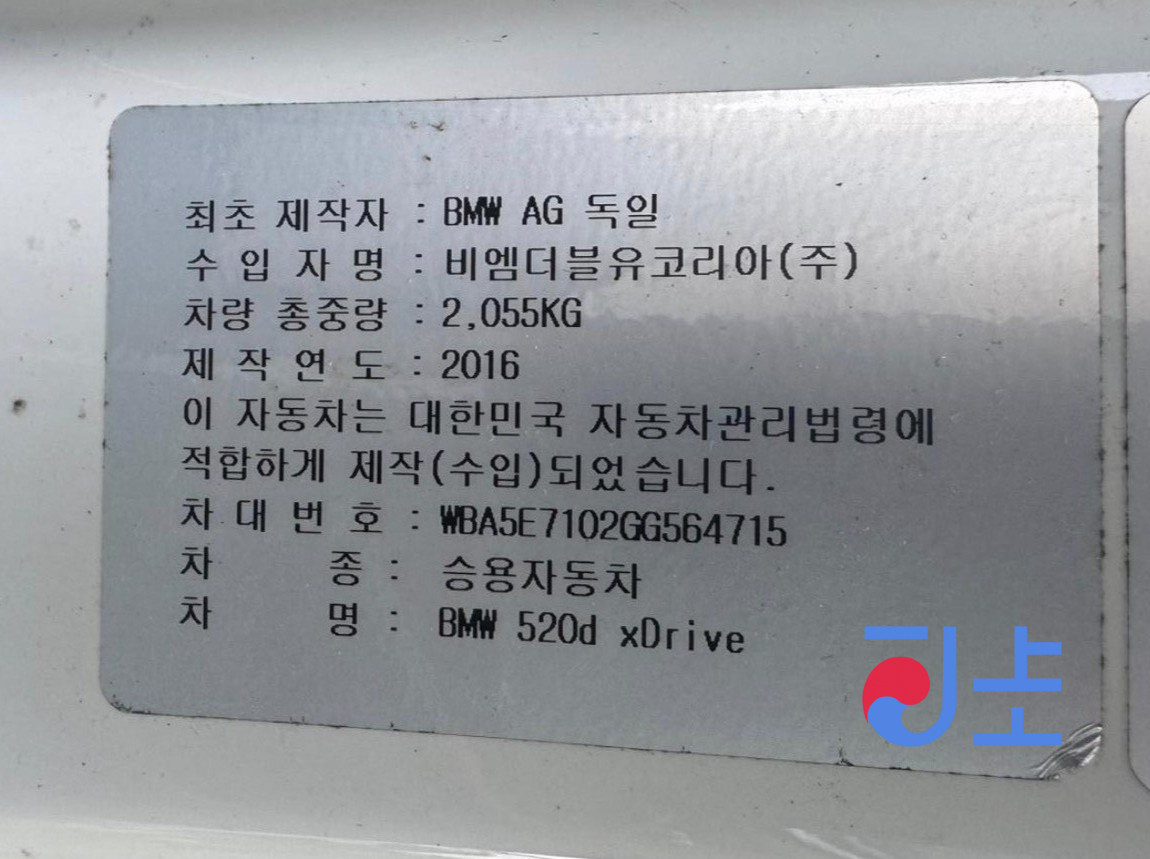 최초 제작자 : BMW AG 독일
수 입 자 명 : 비엠더블유코리아(주)
차량 총중량 : 2,055KG
제 작 연 도 : 2016
이 자동차는 대한민국 자동차관리법령에
적합하게 제작(수입)되었습니다.
차 대 번 호 : WBA5E7102GG564715
차 종 : 승용자동차
차 명 : BMW 520d xDrive